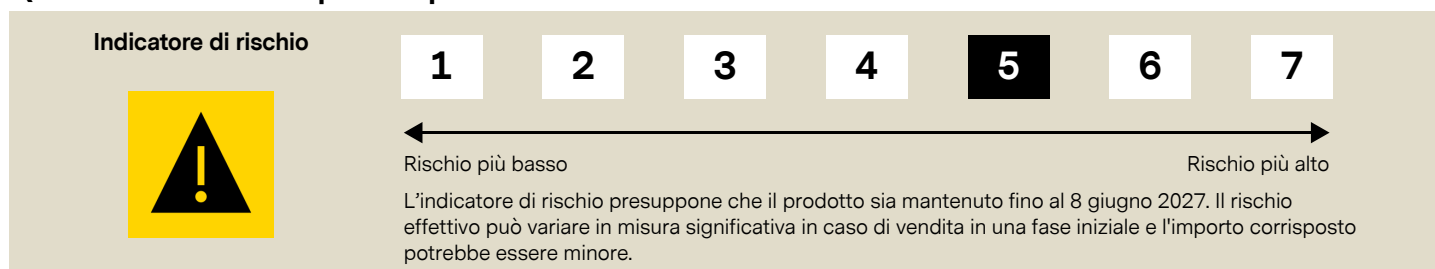 Indicatore di rischio
1 2 3 4 5 6 7
!
Rischio più basso Rischio più alto
L'indicatore di rischio presuppone che il prodotto sia mantenuto fino al 8 giugno 2027. Il rischio
effettivo può variare in misura significativa in caso di vendita in una fase iniziale e l'importo corrisposto
potrebbe essere minore.